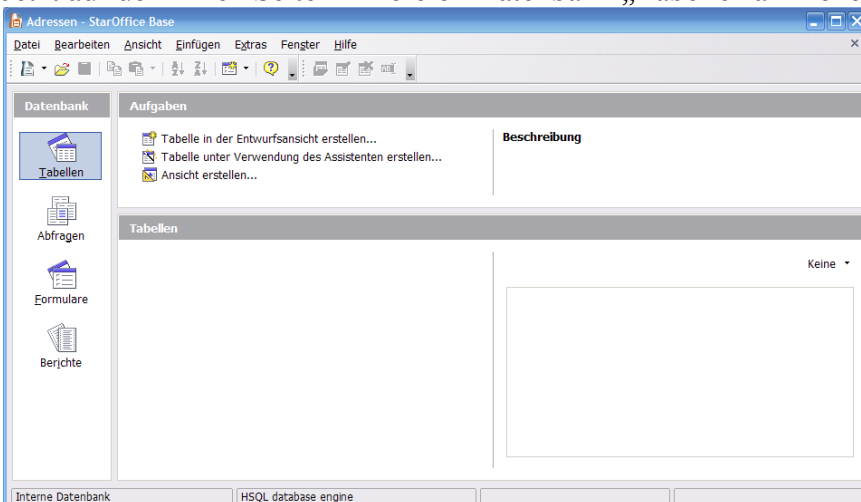 Adressen - StarOffice Base
Datei Bearbeiten Ansicht Einfügen Extras Fenster Hilfe
Datenbank
Aufgaben
Tabellen
Abfragen
Formulare
Berichte
Tabelle in der Entwurfsansicht erstellen...
Tabelle unter Verwendung des Assistenten erstellen...
Ansicht erstellen...
Beschreibung
Tabellen
Keine
Interne Datenbank
HSQL database engine